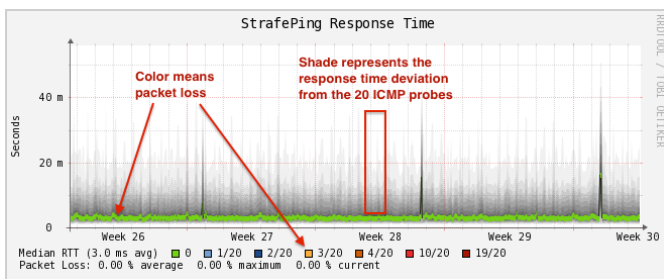 StrafePing Response Time
RRDTOOL / TOBI OETIKER
Color means
packet loss
Shade represents the
response time deviation
from the 20 ICMP probes
Seconds
40 m
20 m
0
Week 26 Week 27 Week 28 Week 29 Week 30
Median RTT (3.0 ms avg) 0 1/20 2/20 3/20 4/20 10/20 19/20
Packet Loss: 0.00 % average 0.00 % maximum 0.00 % current